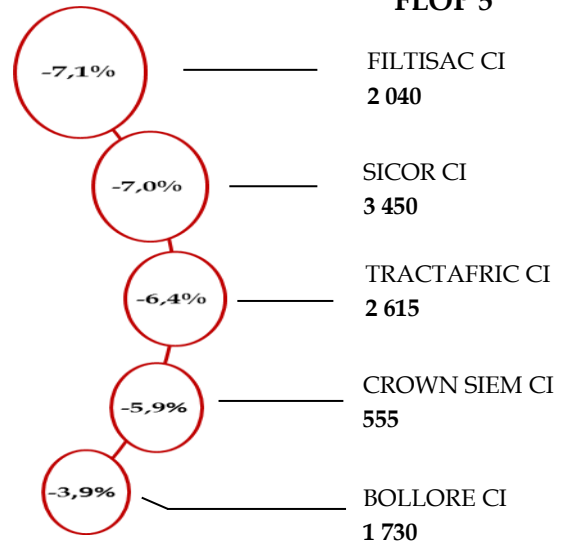 FLOP 5
-7,1%
FILTISAC CI
2 040
-7,0%
SICOR CI
3 450
-6,4%
TRACTAFRIC CI
2 615
-5,9%
CROWN SIEM CI
555
-3,9%
BOLLORE CI
1 730